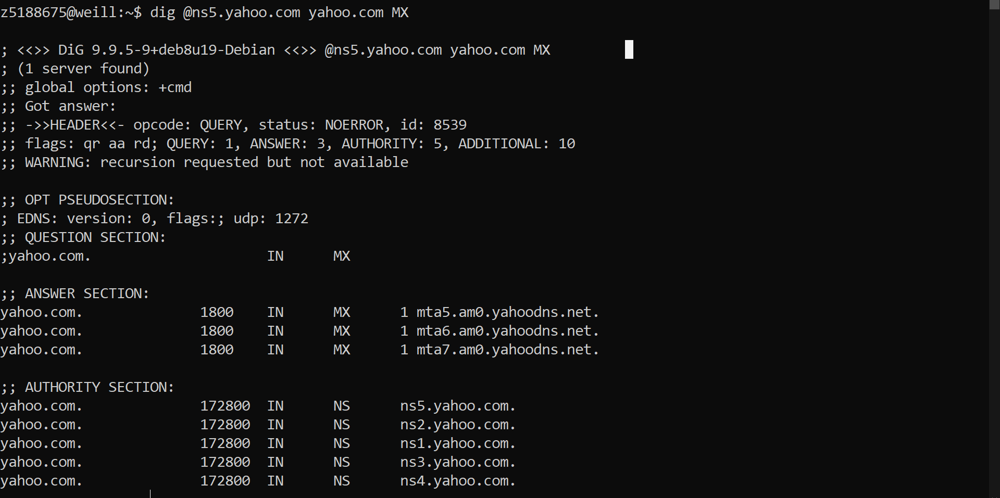 z5188675@weill:~$ dig @ns5.yahoo.com yahoo.com MX
; <<>> DiG 9.9.5-9+deb8u19-Debian <<>> @ns5.yahoo.com yahoo.com MX
; (1 server found)
;; global options: +cmd
;; Got answer:
;; ->>HEADER<<- opcode: QUERY, status: NOERROR, id: 8539
;; flags: qr aa rd; QUERY: 1, ANSWER: 3, AUTHORITY: 5, ADDITIONAL: 10
;; WARNING: recursion requested but not available
;; OPT PSEUDOSECTION:
; EDNS: version: 0, flags:; udp: 1272
;; QUESTION SECTION:
;yahoo.com. IN MX
;; ANSWER SECTION:
yahoo.com. 1800 IN MX 1 mta5.am0.yahoodns.net.
yahoo.com. 1800 IN MX 1 mta6.am0.yahoodns.net.
yahoo.com. 1800 IN MX 1 mta7.am0.yahoodns.net.
;; AUTHORITY SECTION:
yahoo.com. 172800 IN NS ns5.yahoo.com.
yahoo.com. 172800 IN NS ns2.yahoo.com.
yahoo.com. 172800 IN NS ns1.yahoo.com.
yahoo.com. 172800 IN NS ns3.yahoo.com.
yahoo.com. 172800 IN NS ns4.yahoo.com.